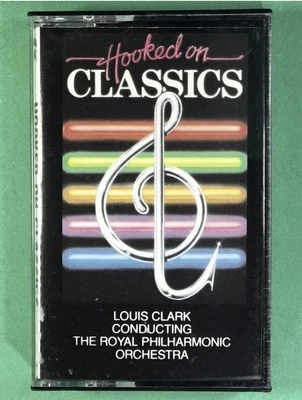 Hooked on
CLASSICS
LOUIS CLARK
CONDUCTING
THE ROYAL PHILHARMONIC
ORCHESTRA